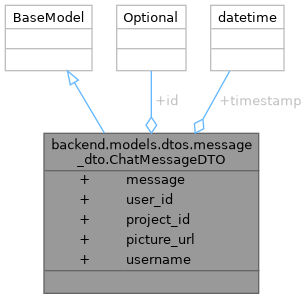 BaseModel
Optional
datetime
+id
+timestamp
backend.models.dtos.message
_dto.ChatMessageDTO
+ message
+ user_id
+ project_id
+ picture_url
+ username